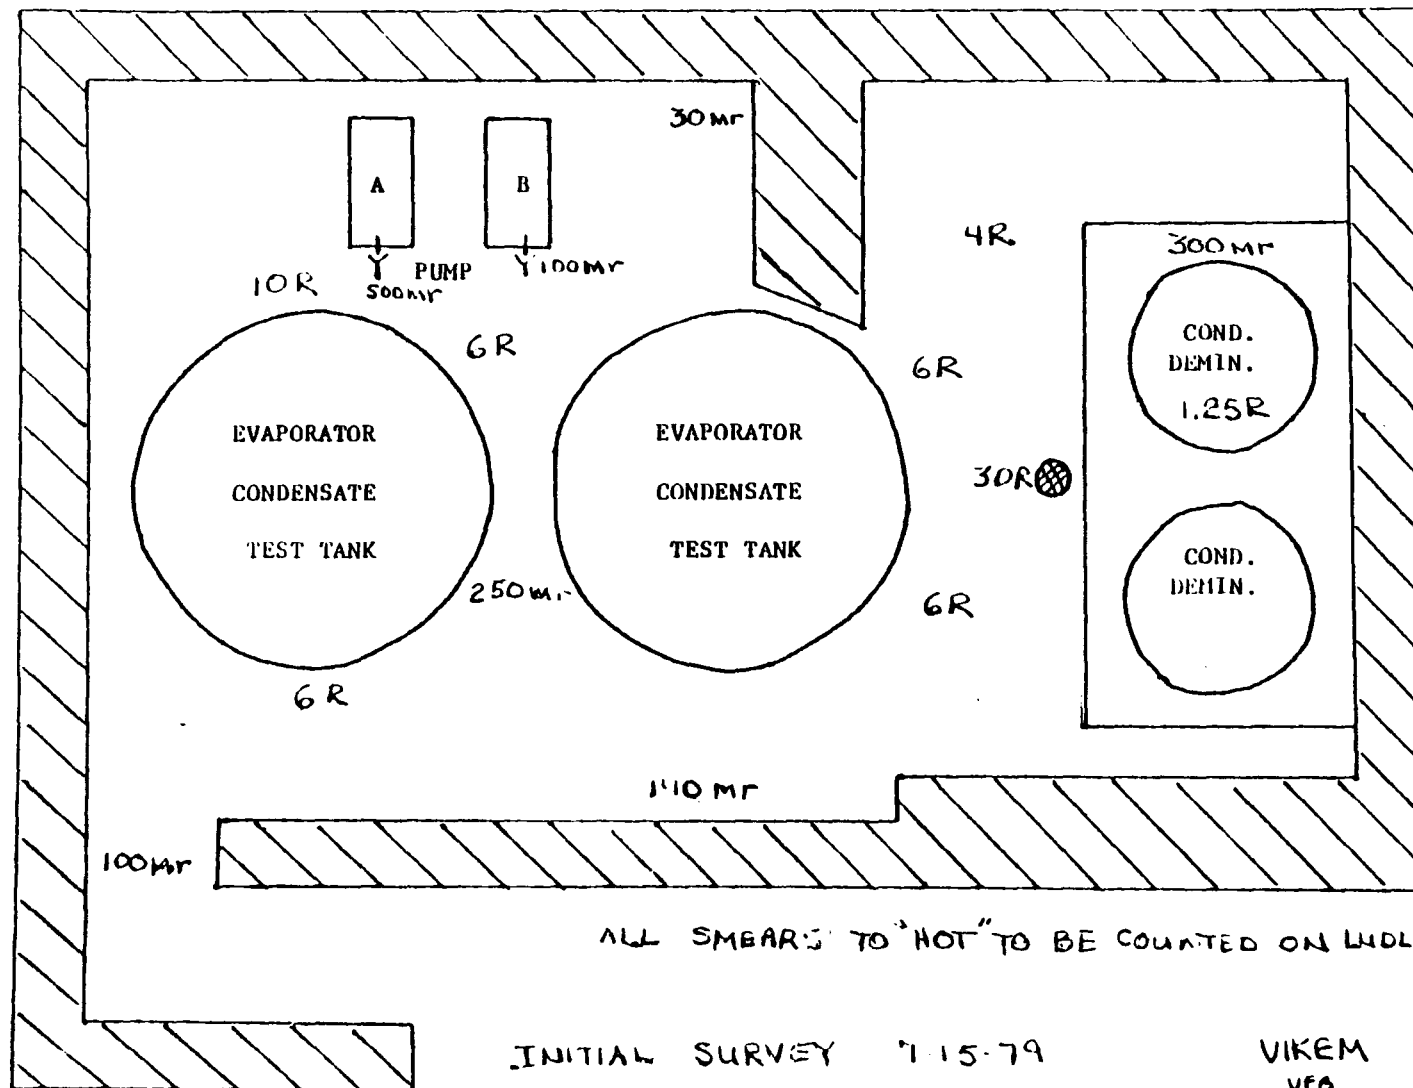 30 mr
A
B
4R
300 mr
PUMP
100 mr
500 mr
10R
6R
6R
COND.
DEMIN.
1.25R
EVAPORATOR
CONDENSATE
TEST TANK
EVAPORATOR
CONDENSATE
TEST TANK
30R
COND.
DEMIN.
250 mr
6R
6R
110 mr
100 mr
ALL SMEARS TO "HOT" TO BE COUNTED ON LUDL
INITIAL SURVEY 7-15-79
VIKEM